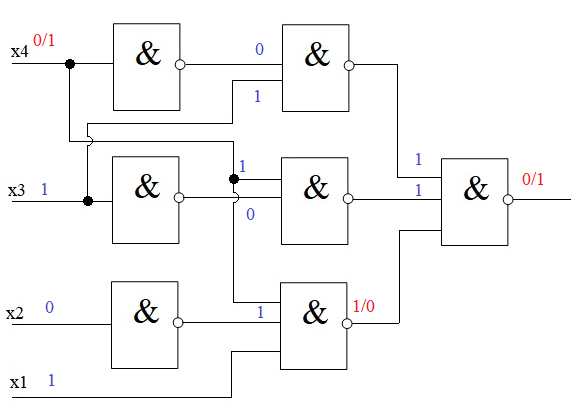 x4 0/1
& 0 &
1
x3 1 & 1 & 1
1 & 0/1
0
x2 0 & 1 & 1/0
x1 1